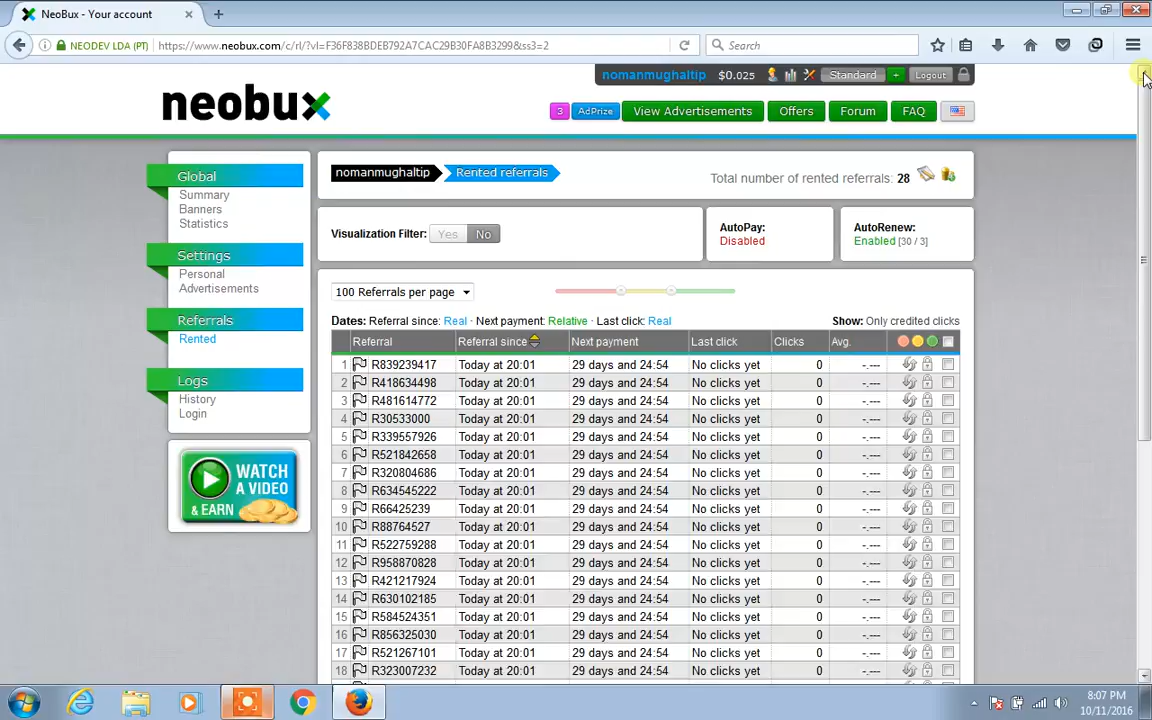 NeoBux - Your account
NEODEV LDA (PT)
https://www.neobux.com/c/rl/?vl=F36F838BDEB792A7CAC29B30FA8B3299&ss3=2
Search
nomanmughaltip $0.025 Standard + Logout
neobux
3 AdPrize View Advertisements Offers Forum FAQ
Global
Summary
Banners
Statistics
Settings
Personal
Advertisements
Referrals
Rented
Logs
History
Login
WATCH
A VIDEO
& EARN
nomanmughaltip Rented referrals Total number of rented referrals: 28
Visualization Filter: Yes No
AutoPay:
Disabled
AutoRenew:
Enabled [30 / 3]
100 Referrals per page
Dates: Referral since: Real · Next payment: Relative · Last click: Real Show: Only credited clicks
Referral Referral since Next payment Last click Clicks Avg.
1 R839239417 Today at 20:01 29 days and 24:54 No clicks yet 0 -.---
2 R418634498 Today at 20:01 29 days and 24:54 No clicks yet 0 -.---
3 R481614772 Today at 20:01 29 days and 24:54 No clicks yet 0 -.---
4 R30533000 Today at 20:01 29 days and 24:54 No clicks yet 0 -.---
5 R339557926 Today at 20:01 29 days and 24:54 No clicks yet 0 -.---
6 R521842658 Today at 20:01 29 days and 24:54 No clicks yet 0 -.---
7 R320804686 Today at 20:01 29 days and 24:54 No clicks yet 0 -.---
8 R634545222 Today at 20:01 29 days and 24:54 No clicks yet 0 -.---
9 R66425239 Today at 20:01 29 days and 24:54 No clicks yet 0 -.---
10 R88764527 Today at 20:01 29 days and 24:54 No clicks yet 0 -.---
11 R522759288 Today at 20:01 29 days and 24:54 No clicks yet 0 -.---
12 R958870828 Today at 20:01 29 days and 24:54 No clicks yet 0 -.---
13 R421217924 Today at 20:01 29 days and 24:54 No clicks yet 0 -.---
14 R630102185 Today at 20:01 29 days and 24:54 No clicks yet 0 -.---
15 R584524351 Today at 20:01 29 days and 24:54 No clicks yet 0 -.---
16 R856325030 Today at 20:01 29 days and 24:54 No clicks yet 0 -.---
17 R521267101 Today at 20:01 29 days and 24:54 No clicks yet 0 -.---
18 R323007232 Today at 20:01 29 days and 24:54 No clicks yet 0 -.---
8:07 PM
10/11/2016